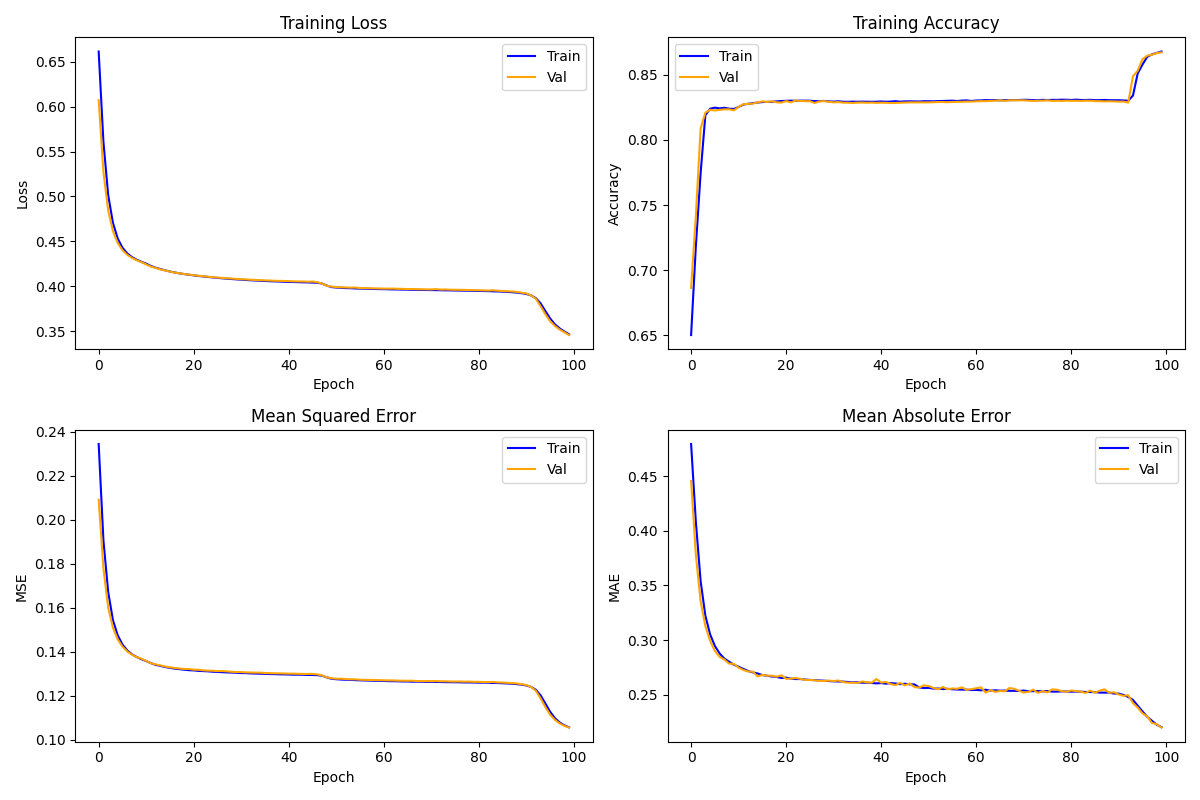 Training Loss
Train
Val
0.65
0.60
0.55
0.50
0.45
0.40
0.35
Loss
0 20 40 60 80 100
Epoch
Training Accuracy
Train
Val
0.85
0.80
0.75
0.70
0.65
Accuracy
0 20 40 60 80 100
Epoch
Mean Squared Error
Train
Val
0.24
0.22
0.20
0.18
0.16
0.14
0.12
0.10
MSE
0 20 40 60 80 100
Epoch
Mean Absolute Error
Train
Val
0.45
0.40
0.35
0.30
0.25
MAE
0 20 40 60 80 100
Epoch